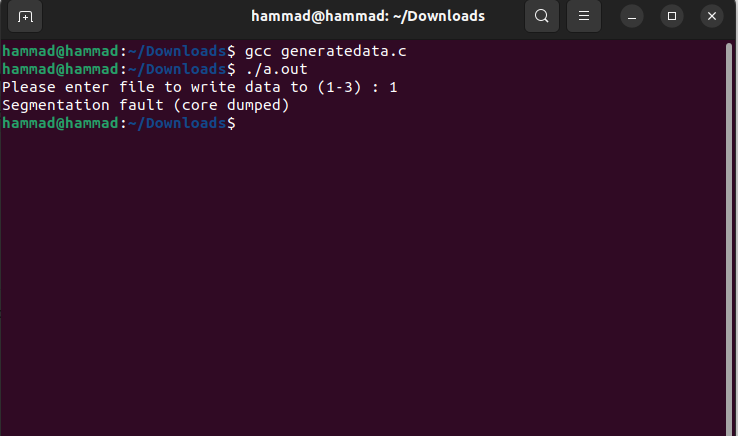 hammad@hammad: ~/Downloads
hammad@hammad:~/Downloads$ gcc generatedata.c
hammad@hammad:~/Downloads$ ./a.out
Please enter file to write data to (1-3) : 1
Segmentation fault (core dumped)
hammad@hammad:~/Downloads$